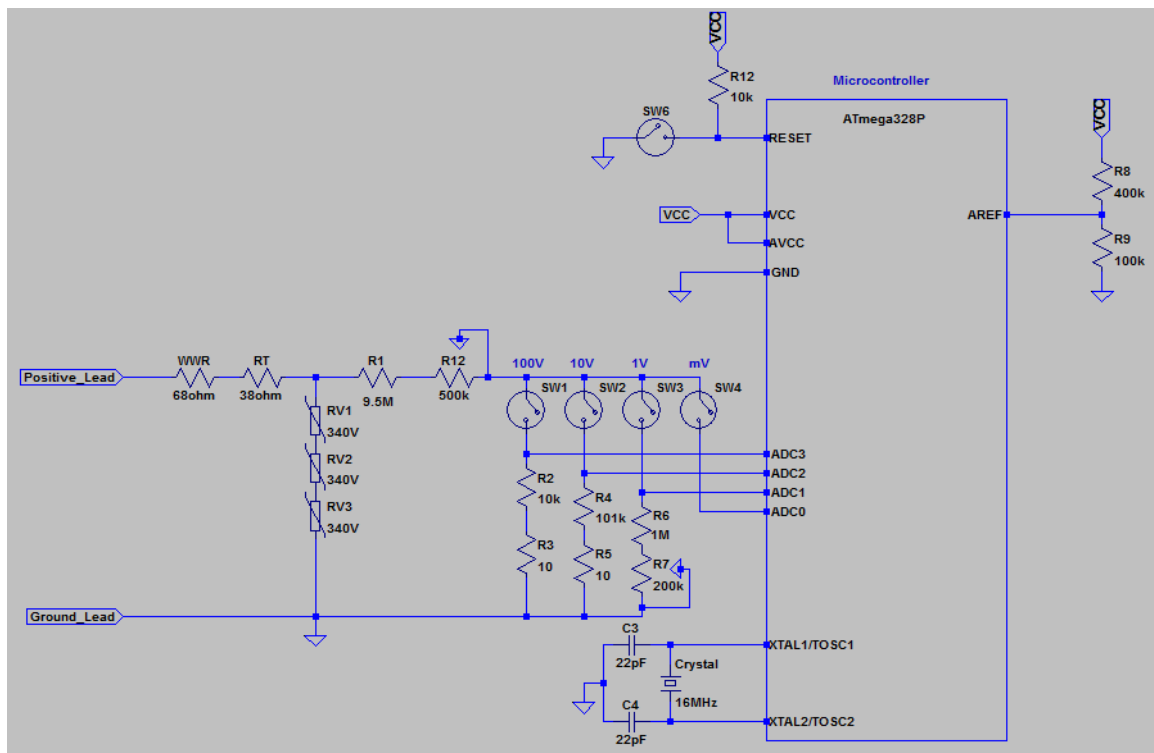 VCC
R12
10k
SW6
Microcontroller
ATmega328P
RESET
VCC
R8
400k
AREF
R9
100k
VCC
VCC
AVCC
GND
Positive_Lead
WWR
68ohm
RT
38ohm
R1
9.5M
R12
500k
100V
10V
1V
mV
SW1
SW2
SW3
SW4
RV1
340V
RV2
340V
RV3
340V
ADC3
ADC2
ADC1
ADC0
R2
10k
R4
101k
R6
1M
R3
10
R5
10
R7
200k
Ground_Lead
C3
22pF
Crystal
16MHz
C4
22pF
XTAL1/TOSC1
XTAL2/TOSC2